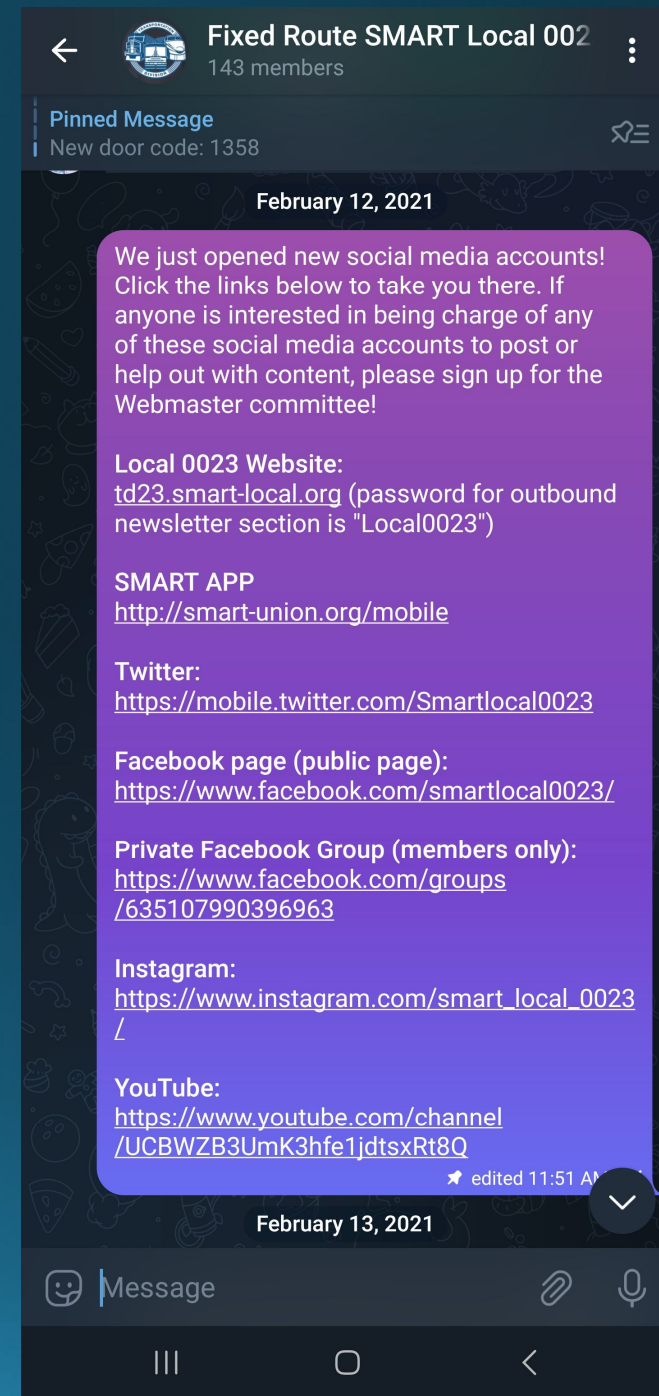 Fixed Route SMART Local 002
143 members
Pinned Message
New door code: 1358
February 12, 2021
We just opened new social media accounts!
Click the links below to take you there. If
anyone is interested in being charge of any
of these social media accounts to post or
help out with content, please sign up for the
Webmaster committee!
Local 0023 Website:
td23.smart-local.org (password for outbound
newsletter section is "Local0023")
SMART APP
http://smart-union.org/mobile
Twitter:
https://mobile.twitter.com/Smartlocal0023
Facebook page (public page):
https://www.facebook.com/smartlocal0023/
Private Facebook Group (members only):
https://www.facebook.com/groups
/635107990396963
Instagram:
https://www.instagram.com/smart_local_0023
/
YouTube:
https://www.youtube.com/channel
/UCBWZB3UmK3hfe1jdtsxRt8Q
edited 11:51 AM
February 13, 2021
Message